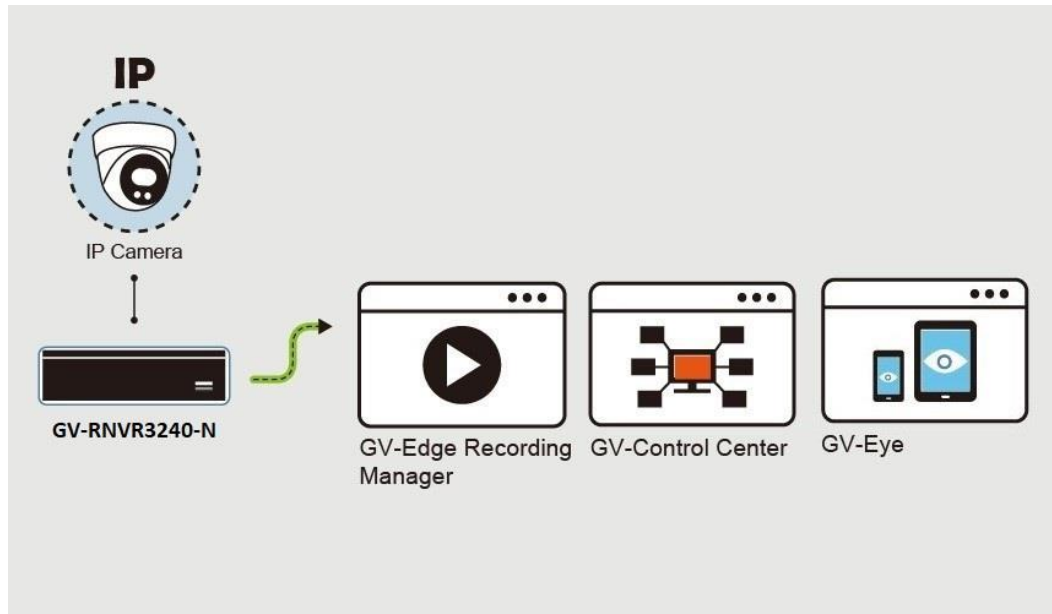 IP
IP Camera
GV-RNVR3240-N
GV-Edge Recording
Manager
GV-Control Center
GV-Eye